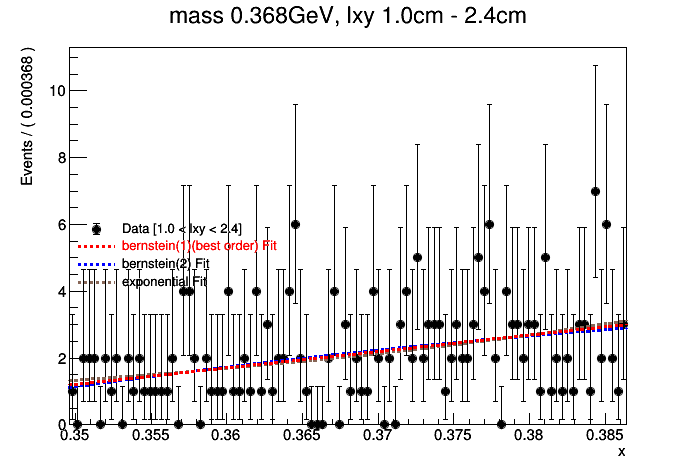 mass 0.368GeV, lxy 1.0cm - 2.4cm
Events / ( 0.000368 )
10
8
6
4
2
0
Data [1.0 < lxy < 2.4]
bernstein(1)(best order) Fit
bernstein(2) Fit
exponential Fit
0.35 0.355 0.36 0.365 0.37 0.375 0.38 0.385
x